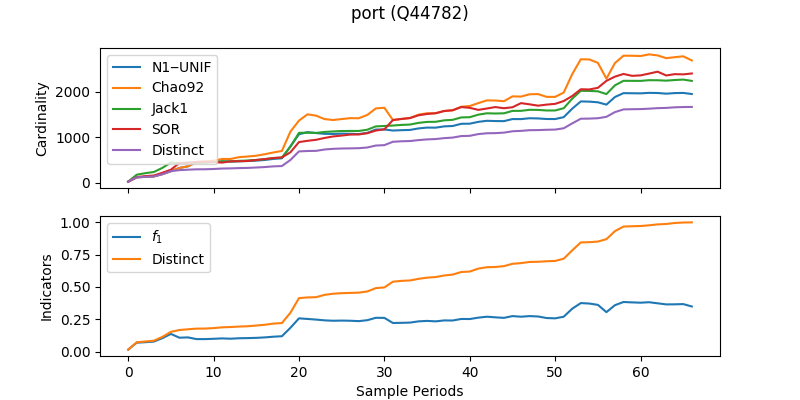 port (Q44782)
Cardinality
2000
1000
0
N1−UNIF
Chao92
Jack1
SOR
Distinct
Indicators
1.00
0.75
0.50
0.25
0.00
f₁
Distinct
0 10 20 30 40 50 60
Sample Periods